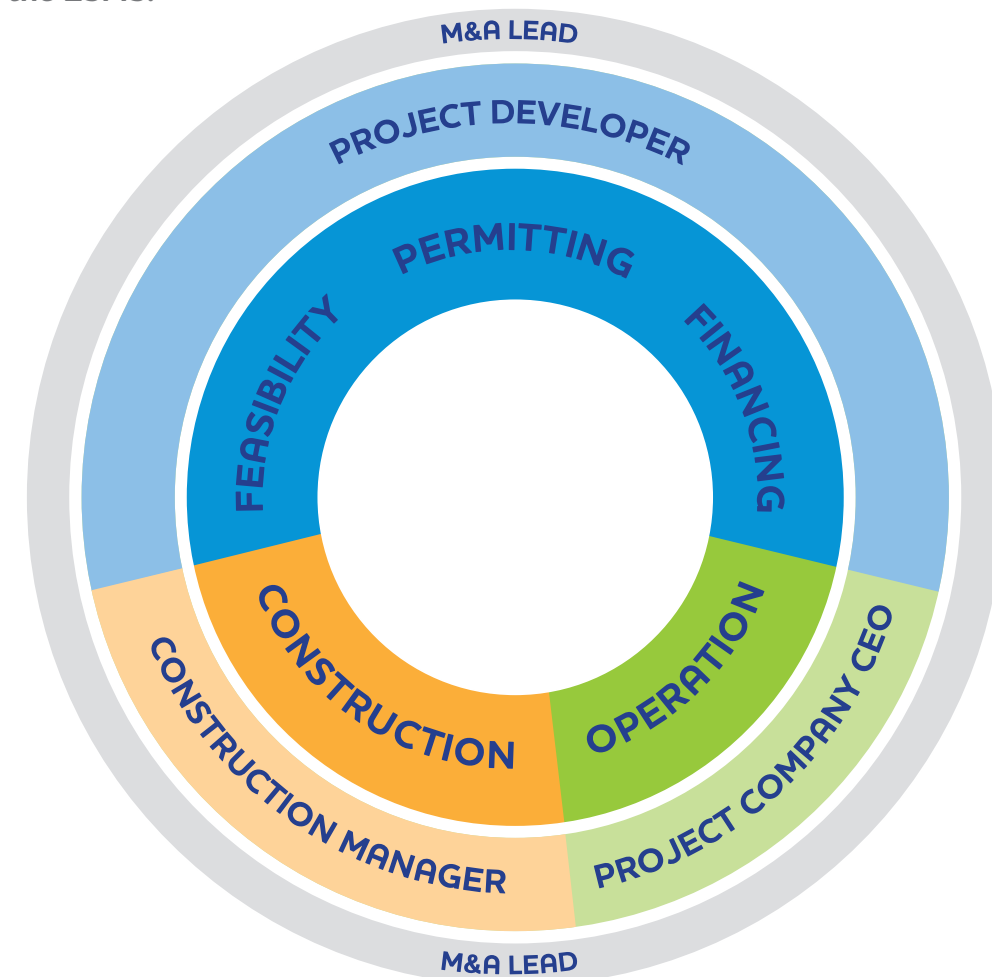 M&A LEAD
PROJECT DEVELOPER
PERMITTING
FEASIBILITY
FINANCING
CONSTRUCTION
OPERATION
CONSTRUCTION MANAGER
PROJECT COMPANY CEO
M&A LEAD